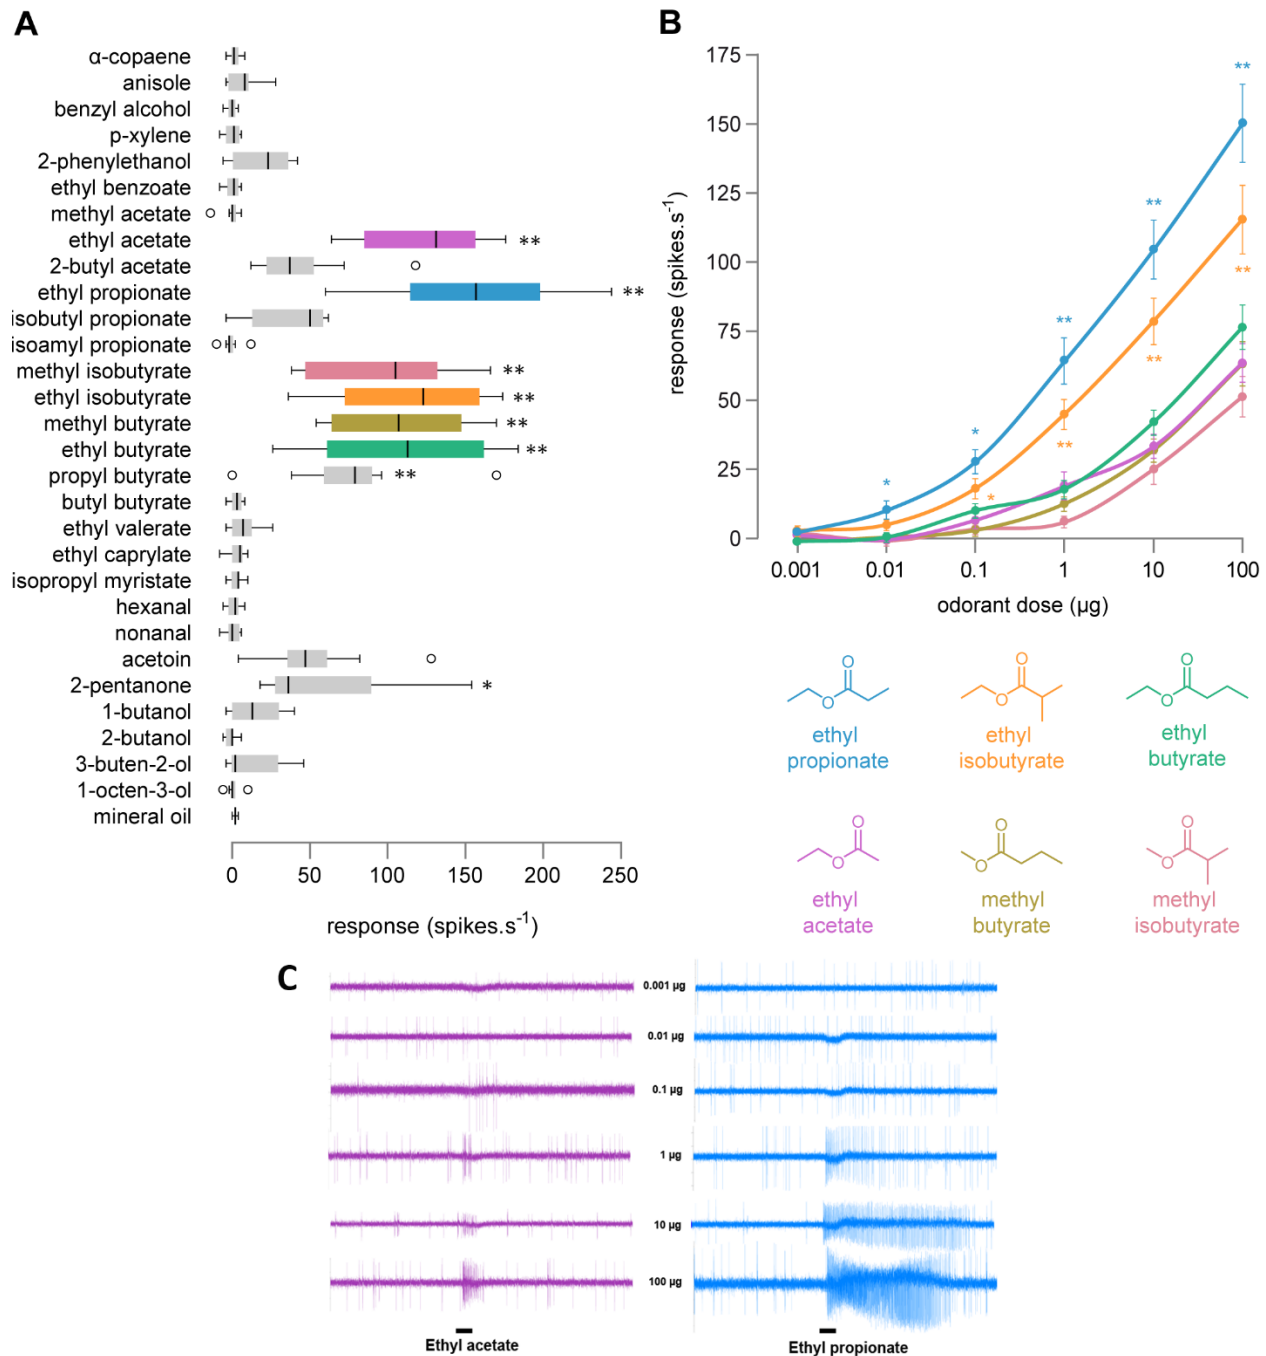 A
α-copaene
anisole
benzyl alcohol
p-xylene
2-phenylethanol
ethyl benzoate
methyl acetate
ethyl acetate **
2-butyl acetate
ethyl propionate **
isobutyl propionate
isoamyl propionate
methyl isobutyrate **
ethyl isobutyrate **
methyl butyrate **
ethyl butyrate **
propyl butyrate **
butyl butyrate
ethyl valerate
ethyl caprylate
isopropyl myristate
hexanal
nonanal
acetoin
2-pentanone *
1-butanol
2-butanol
3-buten-2-ol
1-octen-3-ol
mineral oil
0 50 100 150 200 250
response (spikes.s⁻¹)
B
175
150
125
100
75
50
25
0
response (spikes.s⁻¹)
** ** ** ** ** ** * * *
0.001 0.01 0.1 1 10 100
odorant dose (µg)
O O O
O O O
ethyl ethyl ethyl
propionate isobutyrate butyrate
O O O
O O O
ethyl methyl methyl
acetate butyrate isobutyrate
C
0.001 µg
0.01 µg
0.1 µg
1 µg
10 µg
100 µg
Ethyl acetate
Ethyl propionate